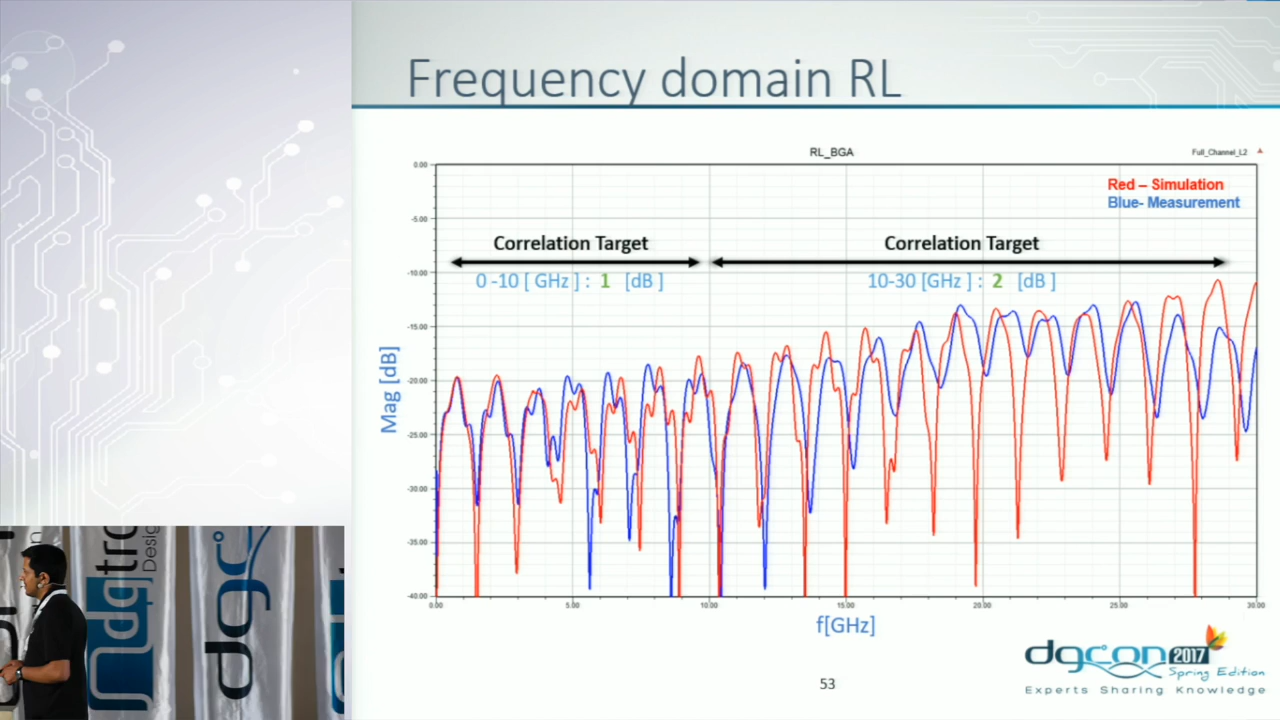 Frequency domain RL
RL_BGA
Full_Channel_L2
Red – Simulation
Blue- Measurement
Correlation Target
0 -10 [ GHz ] : 1 [dB ]
Correlation Target
10-30 [GHz ] : 2 [dB ]
Mag [dB]
0.00
-5.00
-10.00
-15.00
-20.00
-25.00
-30.00
-35.00
-40.00
0.00
5.00
10.00
15.00
20.00
25.00
30.00
f[GHz]
53
dgcon 2017
Spring Edition
Experts Sharing Knowledge
dgtro
Desig
dgc